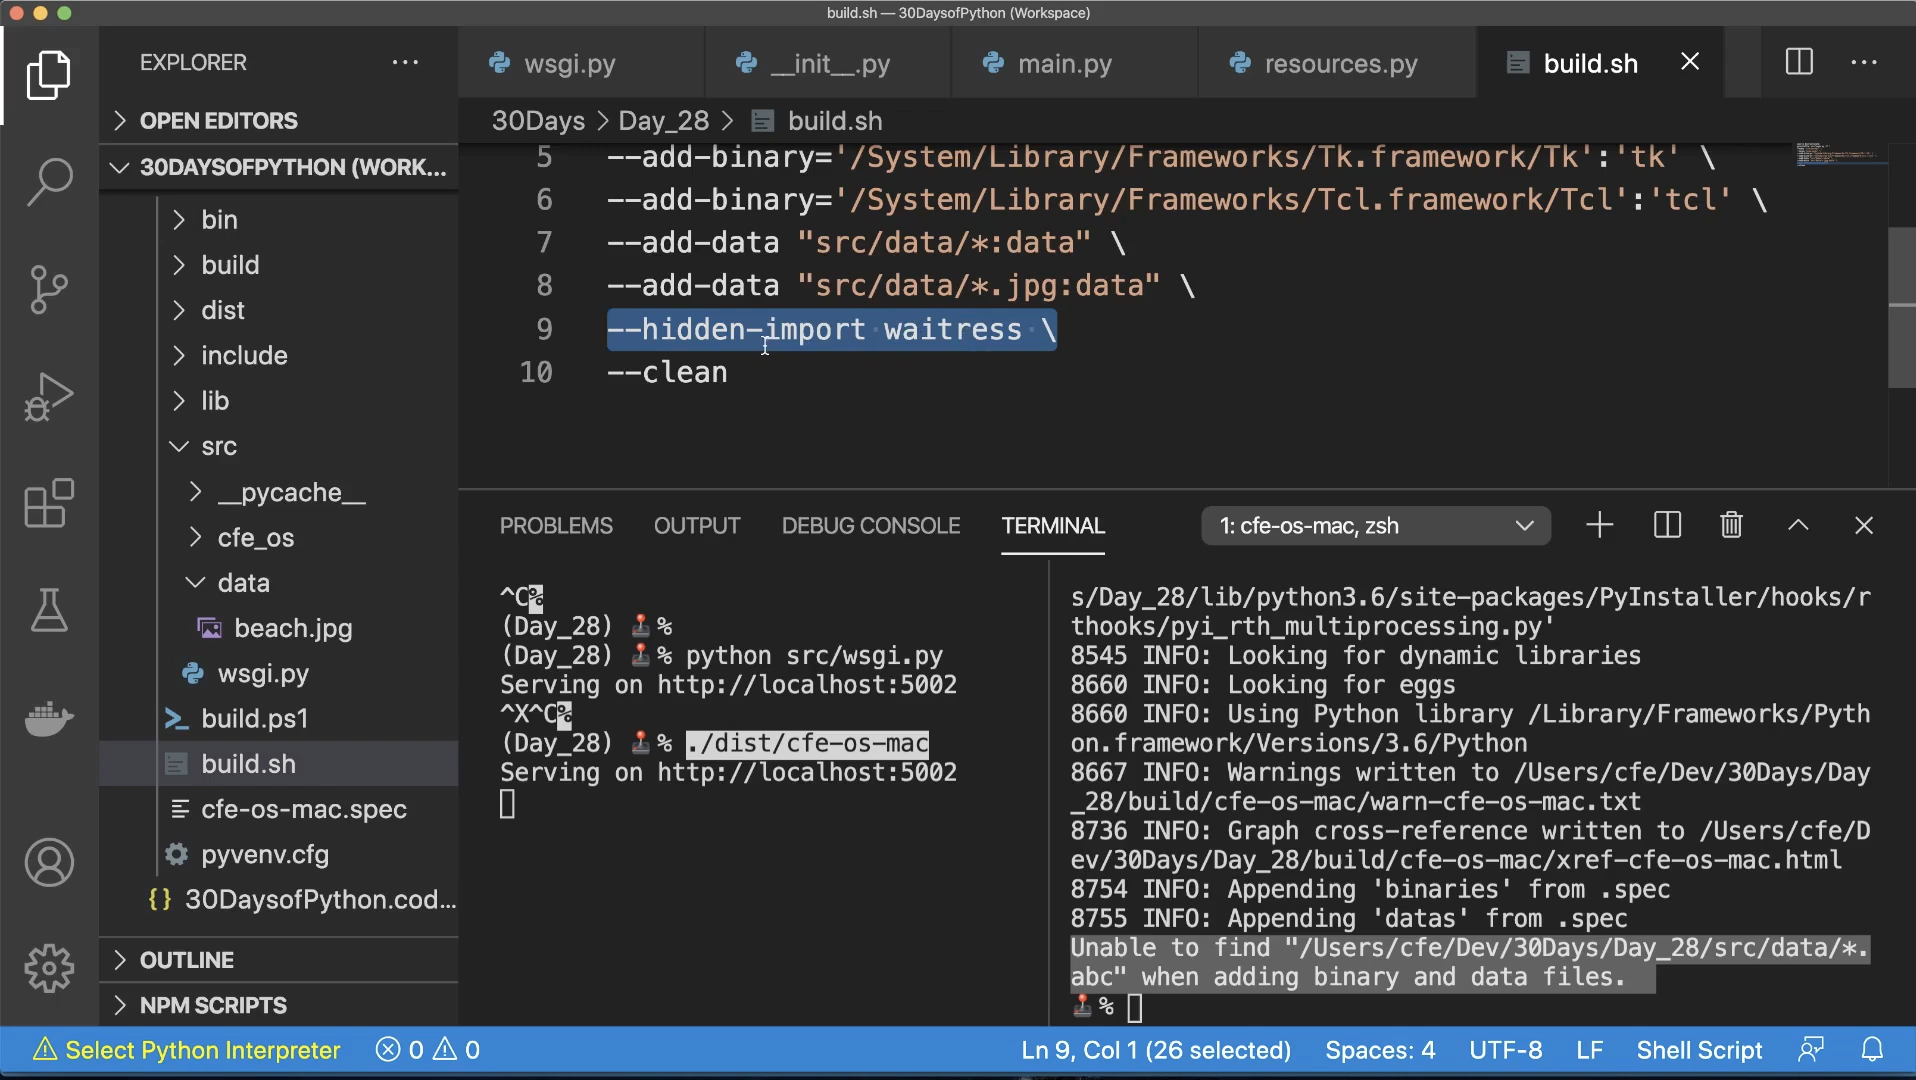 build.sh — 30DaysofPython (Workspace)
EXPLORER
wsgi.py
__init__.py
main.py
resources.py
build.sh
OPEN EDITORS
30Days > Day_28 > build.sh
30DAYSOFPYTHON (WORK...
bin
build
dist
include
lib
src
__pycache__
cfe_os
data
beach.jpg
wsgi.py
build.ps1
build.sh
cfe-os-mac.spec
pyvenv.cfg
{} 30DaysofPython.cod...
OUTLINE
NPM SCRIPTS
5 --add-binary='/System/Library/Frameworks/Tk.framework/Tk':'tk' \
6 --add-binary='/System/Library/Frameworks/Tcl.framework/Tcl':'tcl' \
7 --add-data "src/data/*:data" \
8 --add-data "src/data/*.jpg:data" \
9 --hidden-import waitress \
10 --clean
PROBLEMS OUTPUT DEBUG CONSOLE TERMINAL
1: cfe-os-mac, zsh
^C%
(Day_28) 🕹% 
(Day_28) 🕹% python src/wsgi.py
Serving on http://localhost:5002
^X^C%
(Day_28) 🕹% ./dist/cfe-os-mac
Serving on http://localhost:5002
s/Day_28/lib/python3.6/site-packages/PyInstaller/hooks/r
thooks/pyi_rth_multiprocessing.py'
8545 INFO: Looking for dynamic libraries
8660 INFO: Looking for eggs
8660 INFO: Using Python library /Library/Frameworks/Pyth
on.framework/Versions/3.6/Python
8667 INFO: Warnings written to /Users/cfe/Dev/30Days/Day
_28/build/cfe-os-mac/warn-cfe-os-mac.txt
8736 INFO: Graph cross-reference written to /Users/cfe/D
ev/30Days/Day_28/build/cfe-os-mac/xref-cfe-os-mac.html
8754 INFO: Appending 'binaries' from .spec
8755 INFO: Appending 'datas' from .spec
Unable to find "/Users/cfe/Dev/30Days/Day_28/src/data/*.
abc" when adding binary and data files.
🕹%
Select Python Interpreter
0
0
Ln 9, Col 1 (26 selected)
Spaces: 4
UTF-8
LF
Shell Script